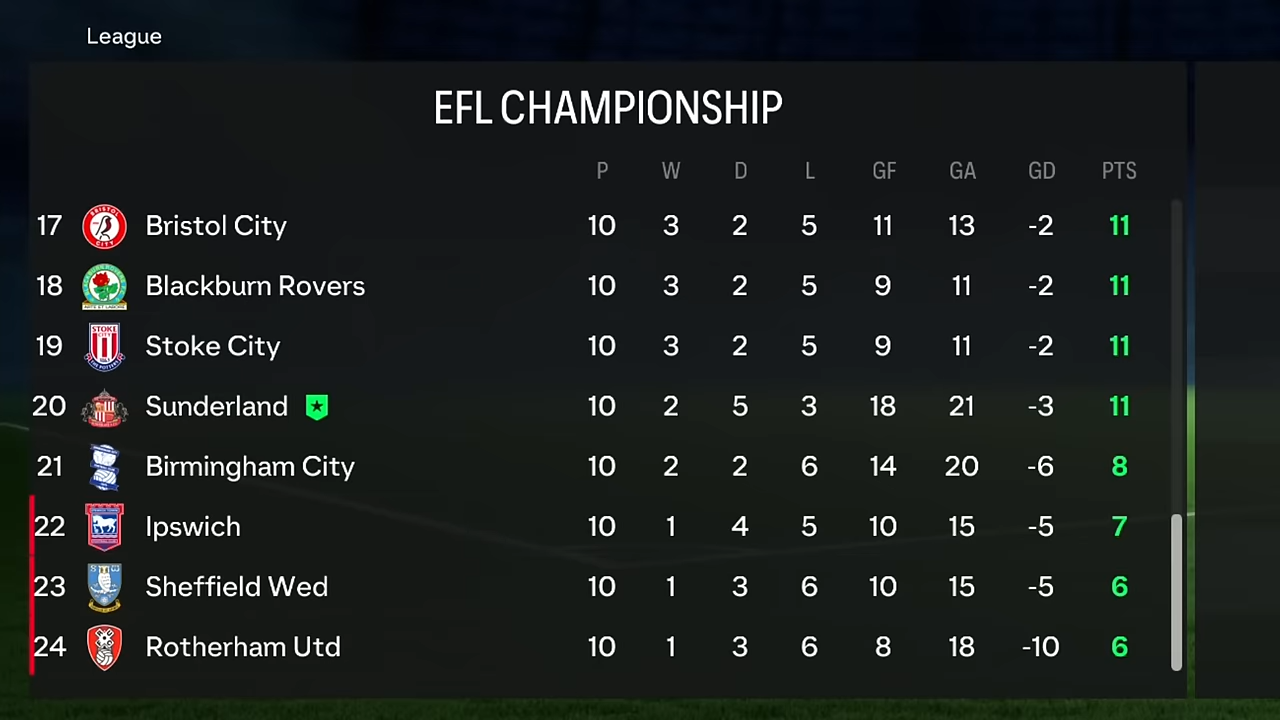 League
EFL CHAMPIONSHIP
P W D L GF GA GD PTS
17 Bristol City 10 3 2 5 11 13 -2 11
18 Blackburn Rovers 10 3 2 5 9 11 -2 11
19 Stoke City 10 3 2 5 9 11 -2 11
20 Sunderland 10 2 5 3 18 21 -3 11
21 Birmingham City 10 2 2 6 14 20 -6 8
22 Ipswich 10 1 4 5 10 15 -5 7
23 Sheffield Wed 10 1 3 6 10 15 -5 6
24 Rotherham Utd 10 1 3 6 8 18 -10 6